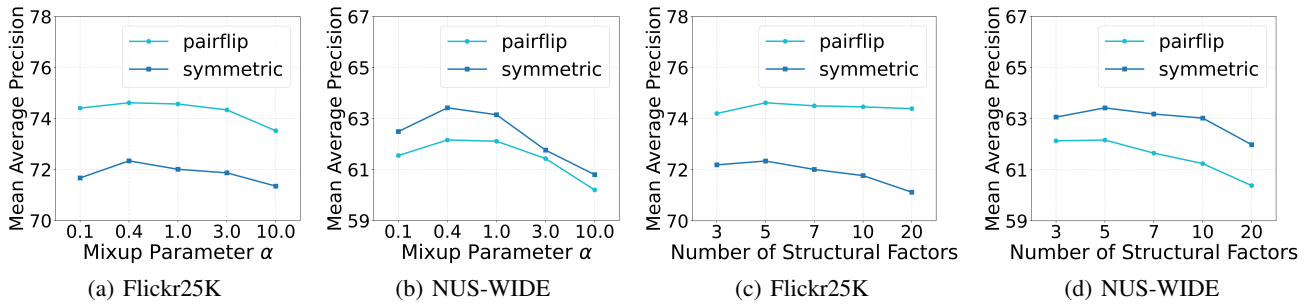 Mean Average Precision
78
76
74
72
70
pairflip
symmetric
0.1 0.4 1.0 3.0 10.0
Mixup Parameter α
(a) Flickr25K
Mean Average Precision
67
65
63
61
59
pairflip
symmetric
0.1 0.4 1.0 3.0 10.0
Mixup Parameter α
(b) NUS-WIDE
Mean Average Precision
78
76
74
72
70
pairflip
symmetric
3 5 7 10 20
Number of Structural Factors
(c) Flickr25K
Mean Average Precision
67
65
63
61
59
pairflip
symmetric
3 5 7 10 20
Number of Structural Factors
(d) NUS-WIDE